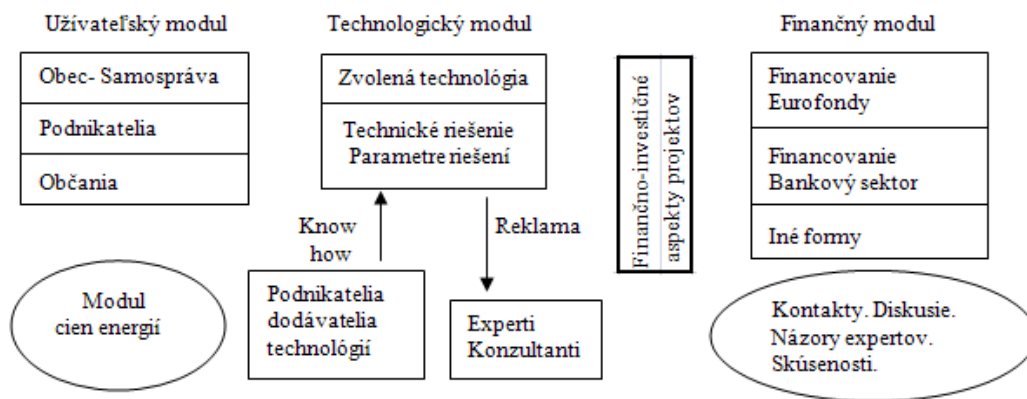 Užívateľský modul
Obec- Samospráva
Podnikatelia
Občania
Modul
cien energií
Technologický modul
Zvolená technológia
Technické riešenie
Parametre riešení
Know
how
Reklama
Podnikatelia
dodávatelia
technológií
Experti
Konzultanti
Finančno-investičné
aspekty projektov
Finančný modul
Financovanie
Eurofondy
Financovanie
Bankový sektor
Iné formy
Kontakty. Diskusie.
Názory expertov.
Skúsenosti.